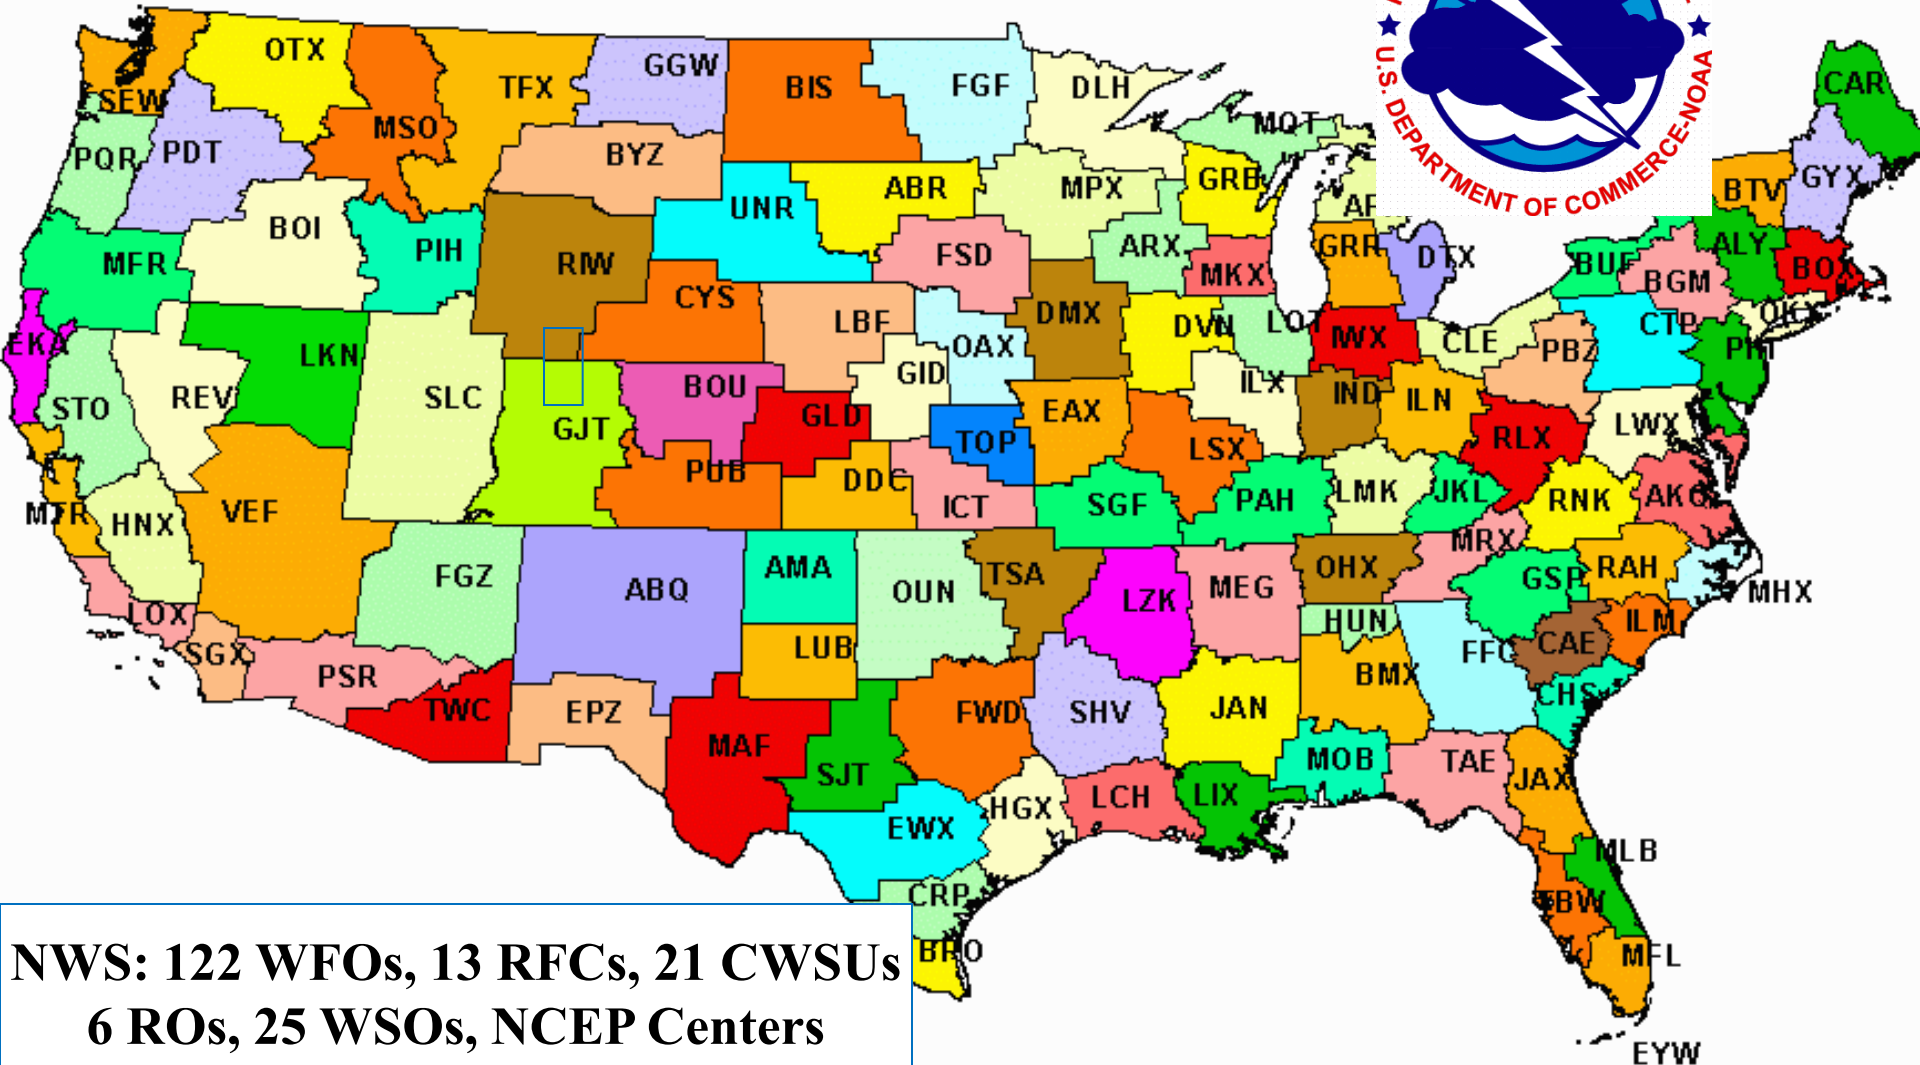 U.S. DEPARTMENT OF COMMERCE-NOAA
OTX
GGW
TFX
BIS
FGF
DLH
CAR
SEW
MSO
MQT
PQR
PDT
BYZ
GRB
MPX
ABR
UNR
BTV
GYX
BOI
PIH
MFR
RIW
FSD
ARX
MKX
GRR
DTX
BUF
BGM
ALY
BOX
CYS
LBF
DMX
DVN
LOT
IWX
CLE
PBZ
CTP
OKX
PHI
EKA
LKN
OAX
GID
ILX
IND
ILN
LWX
STO
REV
SLC
GJT
BOU
GLD
TOP
EAX
LSX
RLX
PUB
DDC
ICT
SGF
PAH
LMK
JKL
RNK
AKQ
MTR
HNX
VEF
MRX
FGZ
ABQ
AMA
OUN
TSA
LZK
MEG
OHX
GSP
RAH
MHX
LOX
SGX
PSR
TWC
EPZ
LUB
HUN
FFC
CAE
ILM
BMX
CHS
MAF
SJT
FWD
SHV
JAN
MOB
TAE
JAX
EWX
HGX
LCH
LIX
MLB
CRP
TBW
BRO
MFL
EYW
NWS: 122 WFOs, 13 RFCs, 21 CWSUs
6 ROs, 25 WSOs, NCEP Centers